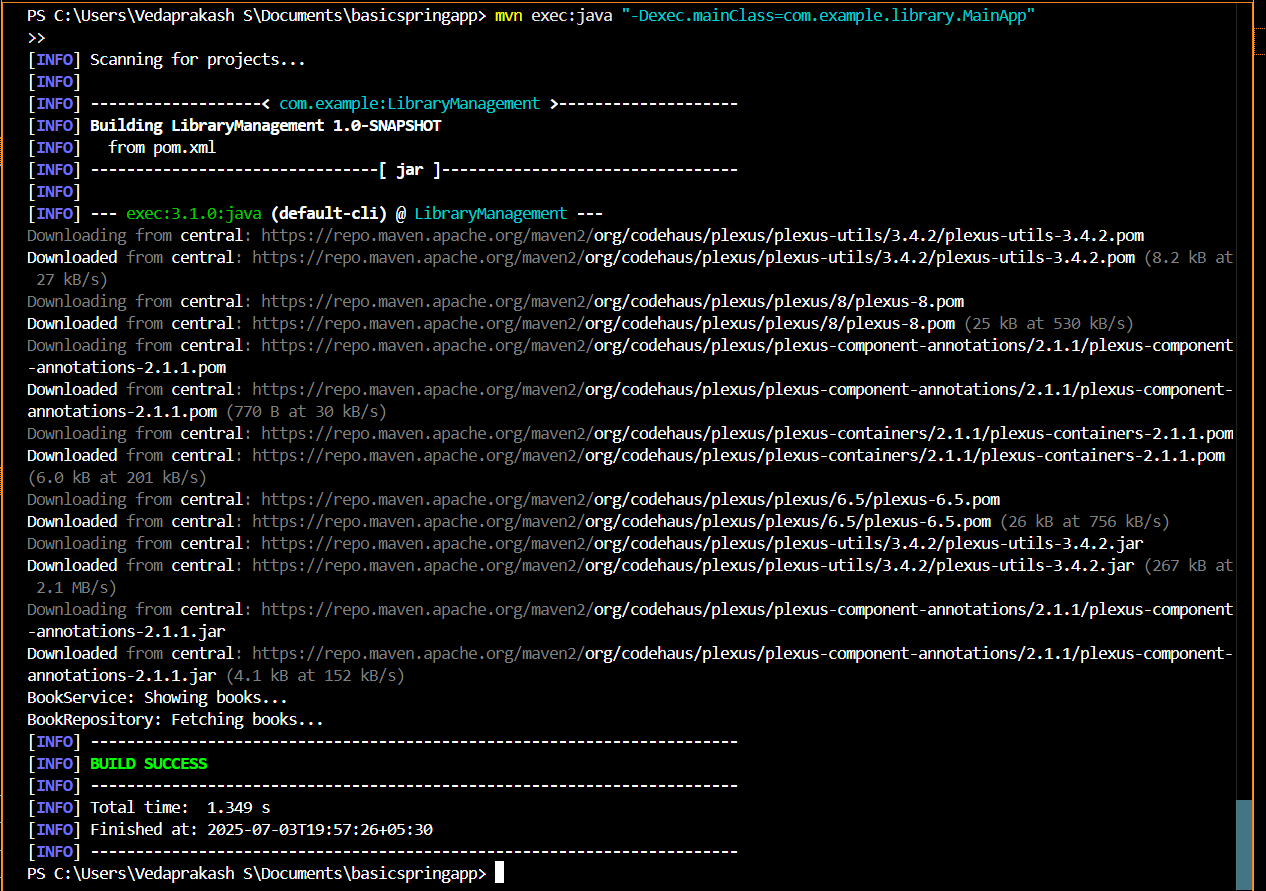 PS C:\Users\Vedaprakash S\Documents\basicspringapp> mvn exec:java "-Dexec.mainClass=com.example.library.MainApp"
>>
[INFO] Scanning for projects...
[INFO]
[INFO] -------------------< com.example:LibraryManagement >--------------------
[INFO] Building LibraryManagement 1.0-SNAPSHOT
[INFO]   from pom.xml
[INFO] --------------------------------[ jar ]---------------------------------
[INFO]
[INFO] --- exec:3.1.0:java (default-cli) @ LibraryManagement ---
Downloading from central: https://repo.maven.apache.org/maven2/org/codehaus/plexus/plexus-utils/3.4.2/plexus-utils-3.4.2.pom
Downloaded from central: https://repo.maven.apache.org/maven2/org/codehaus/plexus/plexus-utils/3.4.2/plexus-utils-3.4.2.pom (8.2 kB at
 27 kB/s)
Downloading from central: https://repo.maven.apache.org/maven2/org/codehaus/plexus/plexus/8/plexus-8.pom
Downloaded from central: https://repo.maven.apache.org/maven2/org/codehaus/plexus/plexus/8/plexus-8.pom (25 kB at 530 kB/s)
Downloading from central: https://repo.maven.apache.org/maven2/org/codehaus/plexus/plexus-component-annotations/2.1.1/plexus-component
-annotations-2.1.1.pom
Downloaded from central: https://repo.maven.apache.org/maven2/org/codehaus/plexus/plexus-component-annotations/2.1.1/plexus-component-
annotations-2.1.1.pom (770 B at 30 kB/s)
Downloading from central: https://repo.maven.apache.org/maven2/org/codehaus/plexus/plexus-containers/2.1.1/plexus-containers-2.1.1.pom
Downloaded from central: https://repo.maven.apache.org/maven2/org/codehaus/plexus/plexus-containers/2.1.1/plexus-containers-2.1.1.pom
(6.0 kB at 201 kB/s)
Downloading from central: https://repo.maven.apache.org/maven2/org/codehaus/plexus/plexus/6.5/plexus-6.5.pom
Downloaded from central: https://repo.maven.apache.org/maven2/org/codehaus/plexus/plexus/6.5/plexus-6.5.pom (26 kB at 756 kB/s)
Downloading from central: https://repo.maven.apache.org/maven2/org/codehaus/plexus/plexus-utils/3.4.2/plexus-utils-3.4.2.jar
Downloaded from central: https://repo.maven.apache.org/maven2/org/codehaus/plexus/plexus-utils/3.4.2/plexus-utils-3.4.2.jar (267 kB at
 2.1 MB/s)
Downloading from central: https://repo.maven.apache.org/maven2/org/codehaus/plexus/plexus-component-annotations/2.1.1/plexus-component
-annotations-2.1.1.jar
Downloaded from central: https://repo.maven.apache.org/maven2/org/codehaus/plexus/plexus-component-annotations/2.1.1/plexus-component-
annotations-2.1.1.jar (4.1 kB at 152 kB/s)
BookService: Showing books...
BookRepository: Fetching books...
[INFO] ------------------------------------------------------------------------
[INFO] BUILD SUCCESS
[INFO] ------------------------------------------------------------------------
[INFO] Total time:  1.349 s
[INFO] Finished at: 2025-07-03T19:57:26+05:30
[INFO] ------------------------------------------------------------------------
PS C:\Users\Vedaprakash S\Documents\basicspringapp>